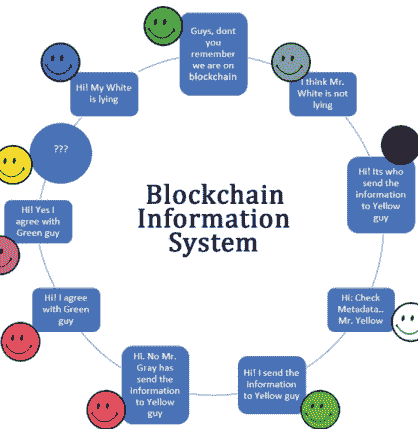 Guys, dont
you
remember
we are on
blockchain
I think Mr.
White is not
lying
Hi! Its who
send the
information
to Yellow
guy
Hi: Check
Metadata..
Mr. Yellow
Hi! I send the
information
to Yellow guy
Hi. No Mr.
Gray has
send the
information
to Yellow
guy
Hi! I agree
with Green
guy
Hi! Yes I
agree with
Green guy
???
Hi! My White
is lying
Blockchain
Information
System